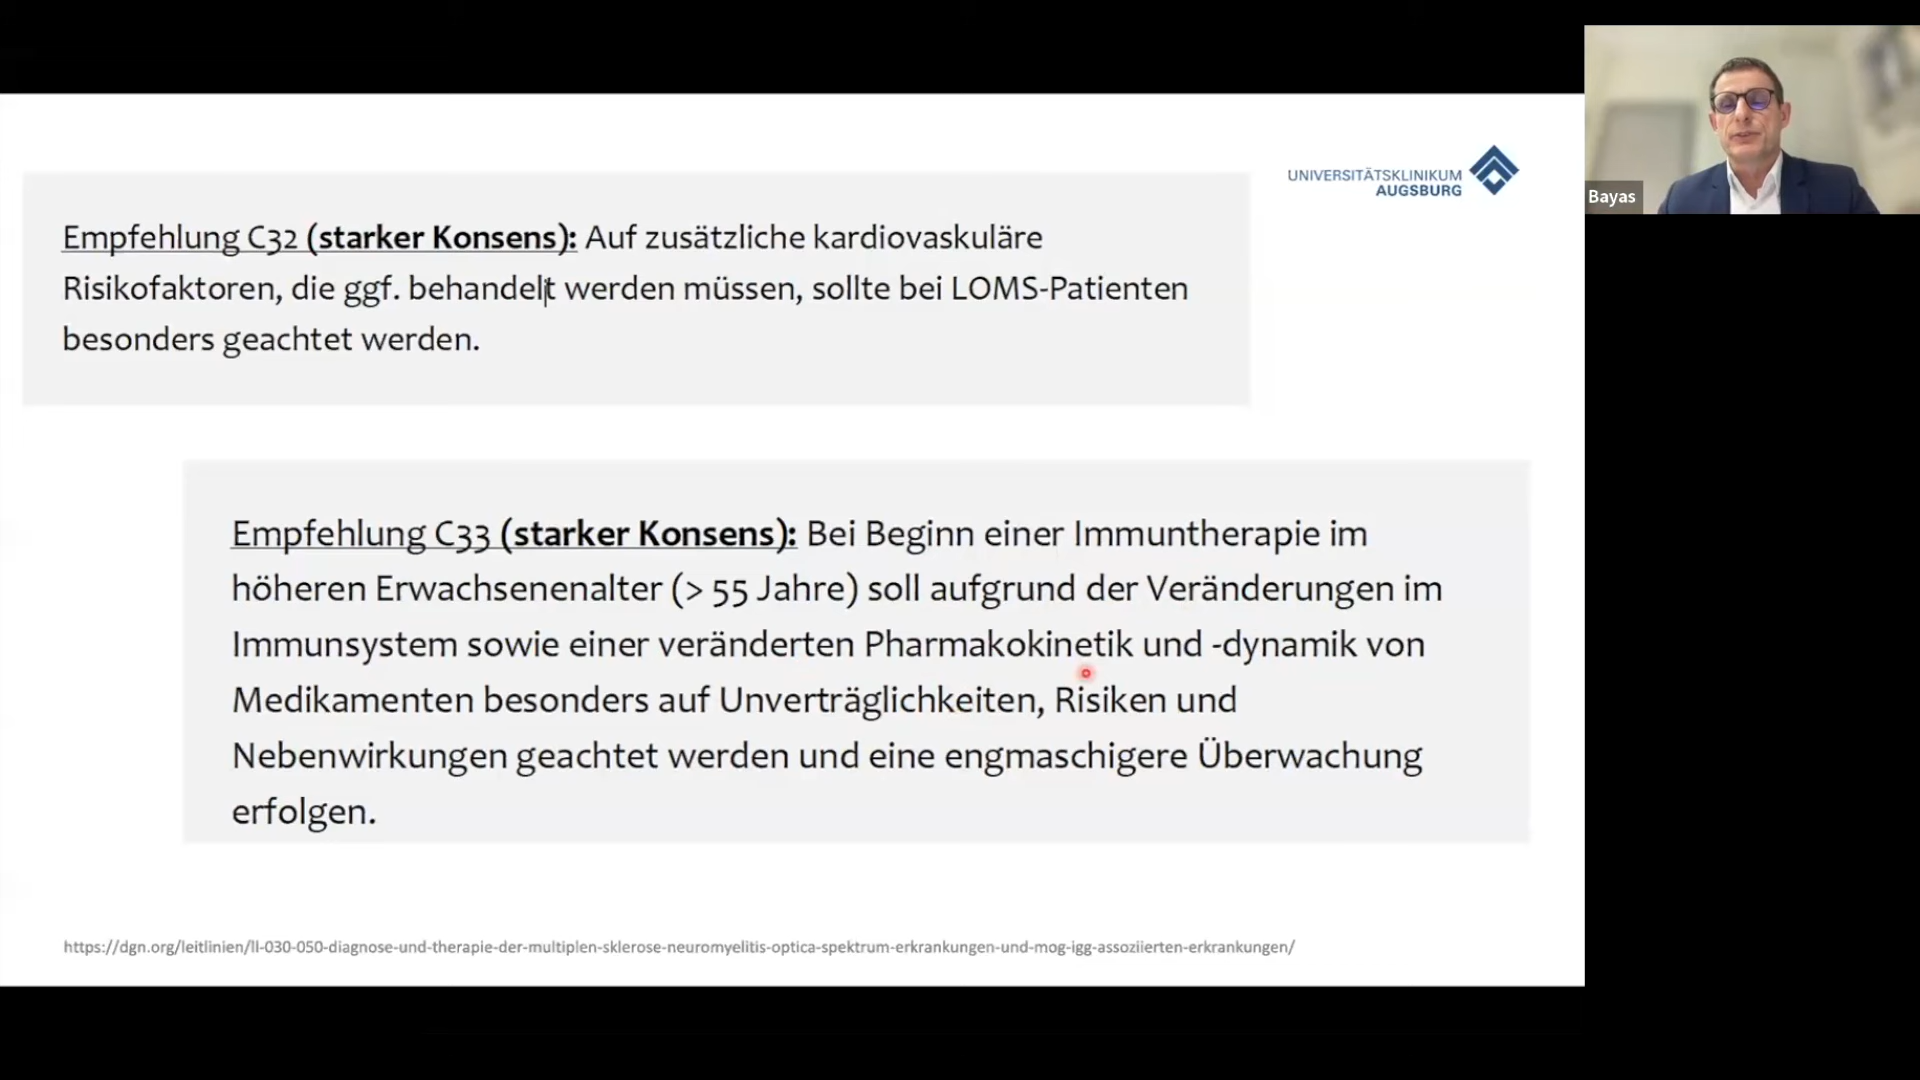 UNIVERSITÄTSKLINIKUM
AUGSBURG
Bayas
Empfehlung C32 (starker Konsens): Auf zusätzliche kardiovaskuläre
Risikofaktoren, die ggf. behandelt werden müssen, sollte bei LOMS-Patienten
besonders geachtet werden.
Empfehlung C33 (starker Konsens): Bei Beginn einer Immuntherapie im
höheren Erwachsenenalter (> 55 Jahre) soll aufgrund der Veränderungen im
Immunsystem sowie einer veränderten Pharmakokinetik und -dynamik von
Medikamenten besonders auf Unverträglichkeiten, Risiken und
Nebenwirkungen geachtet werden und eine engmaschigere Überwachung
erfolgen.
https://dgn.org/leitlinien/ll-030-050-diagnose-und-therapie-der-multiplen-sklerose-neuromyelitis-optica-spektrum-erkrankungen-und-mog-igg-assoziierten-erkrankungen/